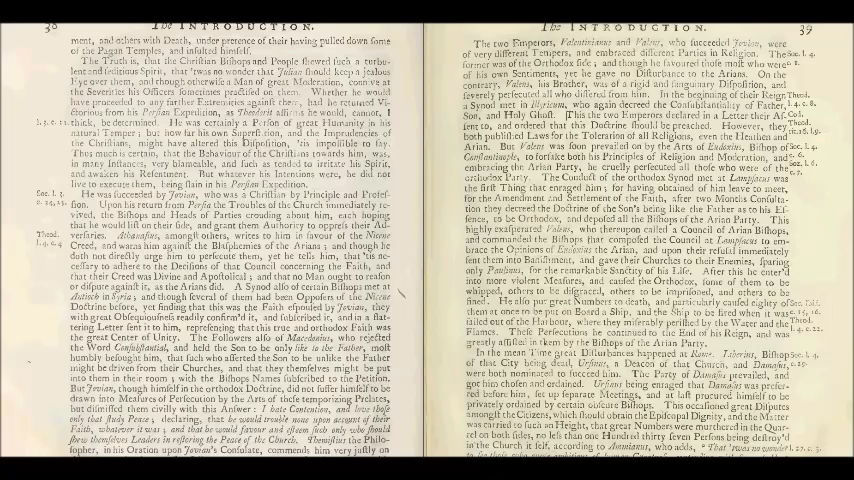 38 The INTRODUCTION.
ment, and others with Death, under pretence of their having pulled down some
of the Pagan Temples, and insulted himself.
The Truth is, that the Christian Bishops and People shewed such a turbu-
lent and seditious Spirit, that 'twas no wonder that Julian should keep a jealous
Eye over them, and though otherwise a Man of great Moderation, connive at
the Severities his Officers sometimes practised on them. Whether he would
have proceeded to any farther Extremities against them, had he returned Vi-
ctorious from his Persian Expedition, as Theodorit affirms he would, cannot, I
think, be determined. He was certainly a Person of great Humanity in his
natural Temper; but how far his own Superstition, and the Imprudencies of
the Christians, might have altered this Disposition, 'tis impossible to say.
Thus much is certain, that the Behaviour of the Christians towards him, was,
in many Instances, very blameable, and such as tended to irritate his Spirit,
and awaken his Resentment. But whatever his Intentions were, he did not
live to execute them, being slain in his Persian Expedition.
Soc. l. 3. He was succeeded by Jovian, who was a Christian by Principle and Profes-
sion. Upon his return from Persia the Troubles of the Church immediately re-
vived, the Bishops and Heads of Parties crouding about him, each hoping
that he would list on their side, and grant them Authority to oppress their Ad-
Theod. versaries. Athanasius, amongst others, writes to him in favour of the Nicene
l. 4. c. 4 Creed, and warns him against the Blasphemies of the Arians; and though he
doth not directly urge him to persecute them, yet he tells him, that 'tis ne-
cessary to adhere to the Decisions of that Council concerning the Faith, and
that their Creed was Divine and Apostolical; and that no Man ought to reason
or dispute against it, as the Arians did. A Synod also of certain Bishops met at
Antioch in Syria; and though several of them had been Opposers of the Nicene
Doctrine before, yet finding that this was the Faith espoused by Jovian, they
with great Obsequiousness readily confirm'd it, and subscribed it, and in a flat-
tering Letter sent it to him, representing that this true and orthodox Faith was
the great Center of Unity. The Followers also of Macedonius, who rejected
the Word Consubstantial, and held the Son to be only like to the Father, most
humbly besought him, that such who asserted the Son to be unlike the Father
might be driven from their Churches, and that they themselves might be put
into them in their room; with the Bishops Names subscribed to the Petition.
But Jovian, though himself in the orthodox Doctrine, did not suffer himself to be
drawn into Measures of Persecution by the Arts of these temporizing Prelates,
but dismissed them civilly with this Answer: I hate Contention, and love those
only that study Peace; declaring, that he would trouble none upon account of their
Faith, whatever it was; and that he would favour and esteem such only who should
shew themselves Leaders in restoring the Peace of the Church. Themistius the Philo-
sopher, in his Oration upon Jovian's Consulate, commends him very justly on
The INTRODUCTION. 39
The two Emperors, Valentinianus and Valens, who succeeded Jovian, were
of very different Tempers, and embraced different Parties in Religion. The Soc. l. 4.
former was of the Orthodox side; and though he favoured those most who were
of his own Sentiments, yet he gave no Disturbance to the Arians. On the
contrary, Valens, his Brother, was of a rigid and sanguinary Disposition, and
severely persecuted all who differed from him. In the beginning of their Reign Theod.
a Synod met in Illyricum, who again decreed the Consubstantiality of Father, l. 4. c. 8.
Son, and Holy Ghost. This the two Emperors declared in a Letter their As-
sent to, and ordered that this Doctrine should be preached. However, they Theod.
both published Laws for the Toleration of all Religions, even the Heathen and
Arian. But Valens was soon prevailed on by the Arts of Eudoxius, Bishop of Soc. l. 4.
Constantinople, to forsake both his Principles of Religion and Moderation, and
embracing the Arian Party, he cruelly persecuted all those who were of the
orthodox Party. The Conduct of the orthodox Synod met at Lampsacus was
the first Thing that enraged him; for having obtained of him leave to meet,
for the Amendment and Settlement of the Faith, after two Months Consulta-
tion they decreed the Doctrine of the Son's being like the Father as to his Es-
sence, to be Orthodox, and deposed all the Bishops of the Arian Party. This
highly exasperated Valens, who thereupon called a Council of Arian Bishops,
and commanded the Bishops that composed the Council at Lampsacus to em-
brace the Opinions of Eudoxius the Arian, and upon their refusal immediately
sent them into Banishment, and gave their Churches to their Enemies, sparing
only Paulinus, for the remarkable Sanctity of his Life. After this he enter'd
into more violent Measures, and caused the Orthodox, some of them to be
whipped, others to be disgraced, others to be imprisoned, and others to be
fined. He also put great Numbers to death, and particularly caused eighty of
them at once to be put on Board a Ship, and the Ship to be fired when it was
sailed out of the Harbour, where they miserably perished by the Water and the Theod.
Flames. These Persecutions he continued to the End of his Reign, and was l. 4. c. 22.
greatly assisted in them by the Bishops of the Arian Party.
In the mean Time great Disturbances happened at Rome. Liberius, Bishop Soc. l. 4.
of that City being dead, Ursinus, a Deacon of that Church, and Damasus, c. 29.
were both nominated to succeed him. The Party of Damasus prevailed, and
got him chosen and ordained. Ursinus being enraged that Damasus was prefer-
red before him, set up separate Meetings, and at last procured himself to be
privately ordained by certain obscure Bishops. This occasioned great Disputes
amongst the Citizens, which should obtain the Episcopal Dignity, and the Matter
was carried to such an Height, that great Numbers were murthered in the Quar-
rel on both sides, no less than one Hundred thirty seven Persons being destroy'd
in the Church it self, according to Ammianus, who adds, That 'twas no wonder l. 27. c. 3.